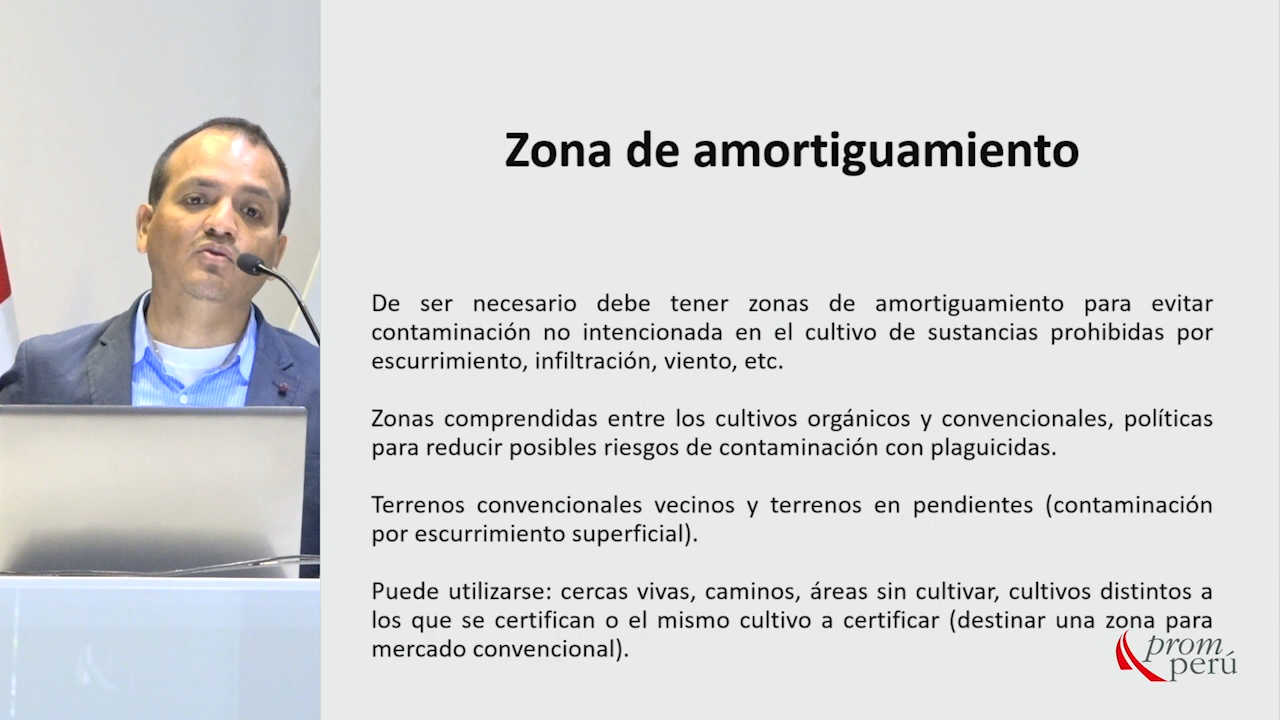 Zona de amortiguamiento
De ser necesario debe tener zonas de amortiguamiento para evitar
contaminación no intencionada en el cultivo de sustancias prohibidas por
escurrimiento, infiltración, viento, etc.
Zonas comprendidas entre los cultivos orgánicos y convencionales, políticas
para reducir posibles riesgos de contaminación con plaguicidas.
Terrenos convencionales vecinos y terrenos en pendientes (contaminación
por escurrimiento superficial).
Puede utilizarse: cercas vivas, caminos, áreas sin cultivar, cultivos distintos a
los que se certifican o el mismo cultivo a certificar (destinar una zona para
mercado convencional).
prom
perú